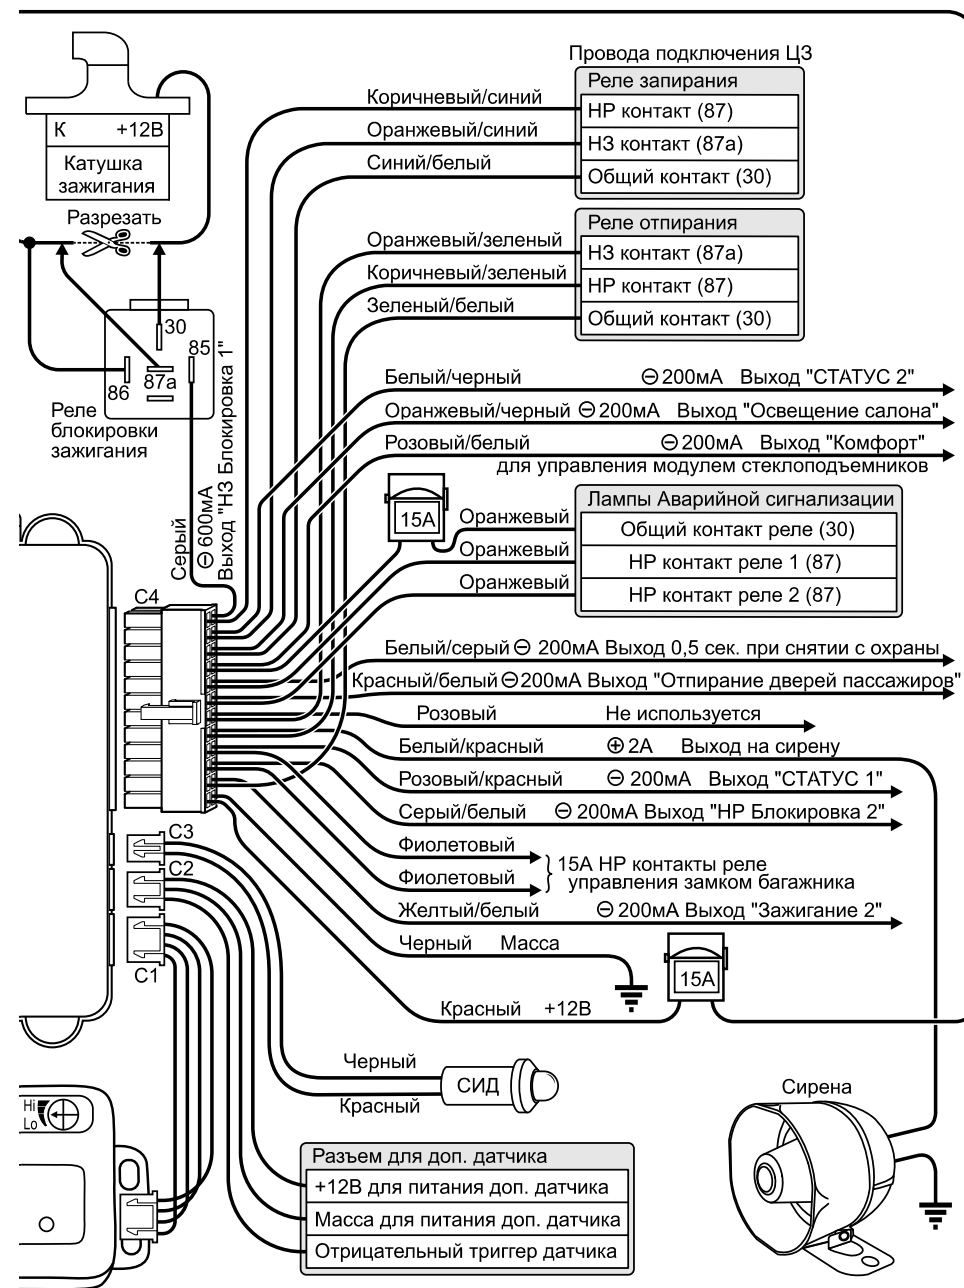 Провода подключения ЦЗ
Реле запирания
НР контакт (87)
НЗ контакт (87а)
Общий контакт (30)
Коричневый/синий
Оранжевый/синий
Синий/белый
К +12В
Катушка
зажигания
Разрезать
Реле отпирания
НЗ контакт (87а)
НР контакт (87)
Общий контакт (30)
Оранжевый/зеленый
Коричневый/зеленый
Зеленый/белый
30
85
86
87а
Реле
блокировки
зажигания
Серый
⊖ 600мА
Выход "НЗ Блокировка 1"
Белый/черный ⊖200мА Выход "СТАТУС 2"
Оранжевый/черный ⊖200мА Выход "Освещение салона"
Розовый/белый ⊖200мА Выход "Комфорт"
для управления модулем стеклоподъемников
15А
Лампы Аварийной сигнализации
Оранжевый Общий контакт реле (30)
Оранжевый НР контакт реле 1 (87)
Оранжевый НР контакт реле 2 (87)
С4
Белый/серый ⊖ 200мА Выход 0,5 сек. при снятии с охраны
Красный/белый ⊖200мА Выход "Отпирание дверей пассажиров"
Розовый Не используется
Белый/красный ⊕2А Выход на сирену
Розовый/красный ⊖ 200мА Выход "СТАТУС 1"
Серый/белый ⊖ 200мА Выход "НР Блокировка 2"
Фиолетовый
Фиолетовый
15А НР контакты реле
управления замком багажника
Желтый/белый ⊖200мА Выход "Зажигание 2"
Черный Масса
15А
Красный +12В
С3
С2
С1
Черный
Красный
СИД
Сирена
Hi
Lo
Разъем для доп. датчика
+12В для питания доп. датчика
Масса для питания доп. датчика
Отрицательный триггер датчика